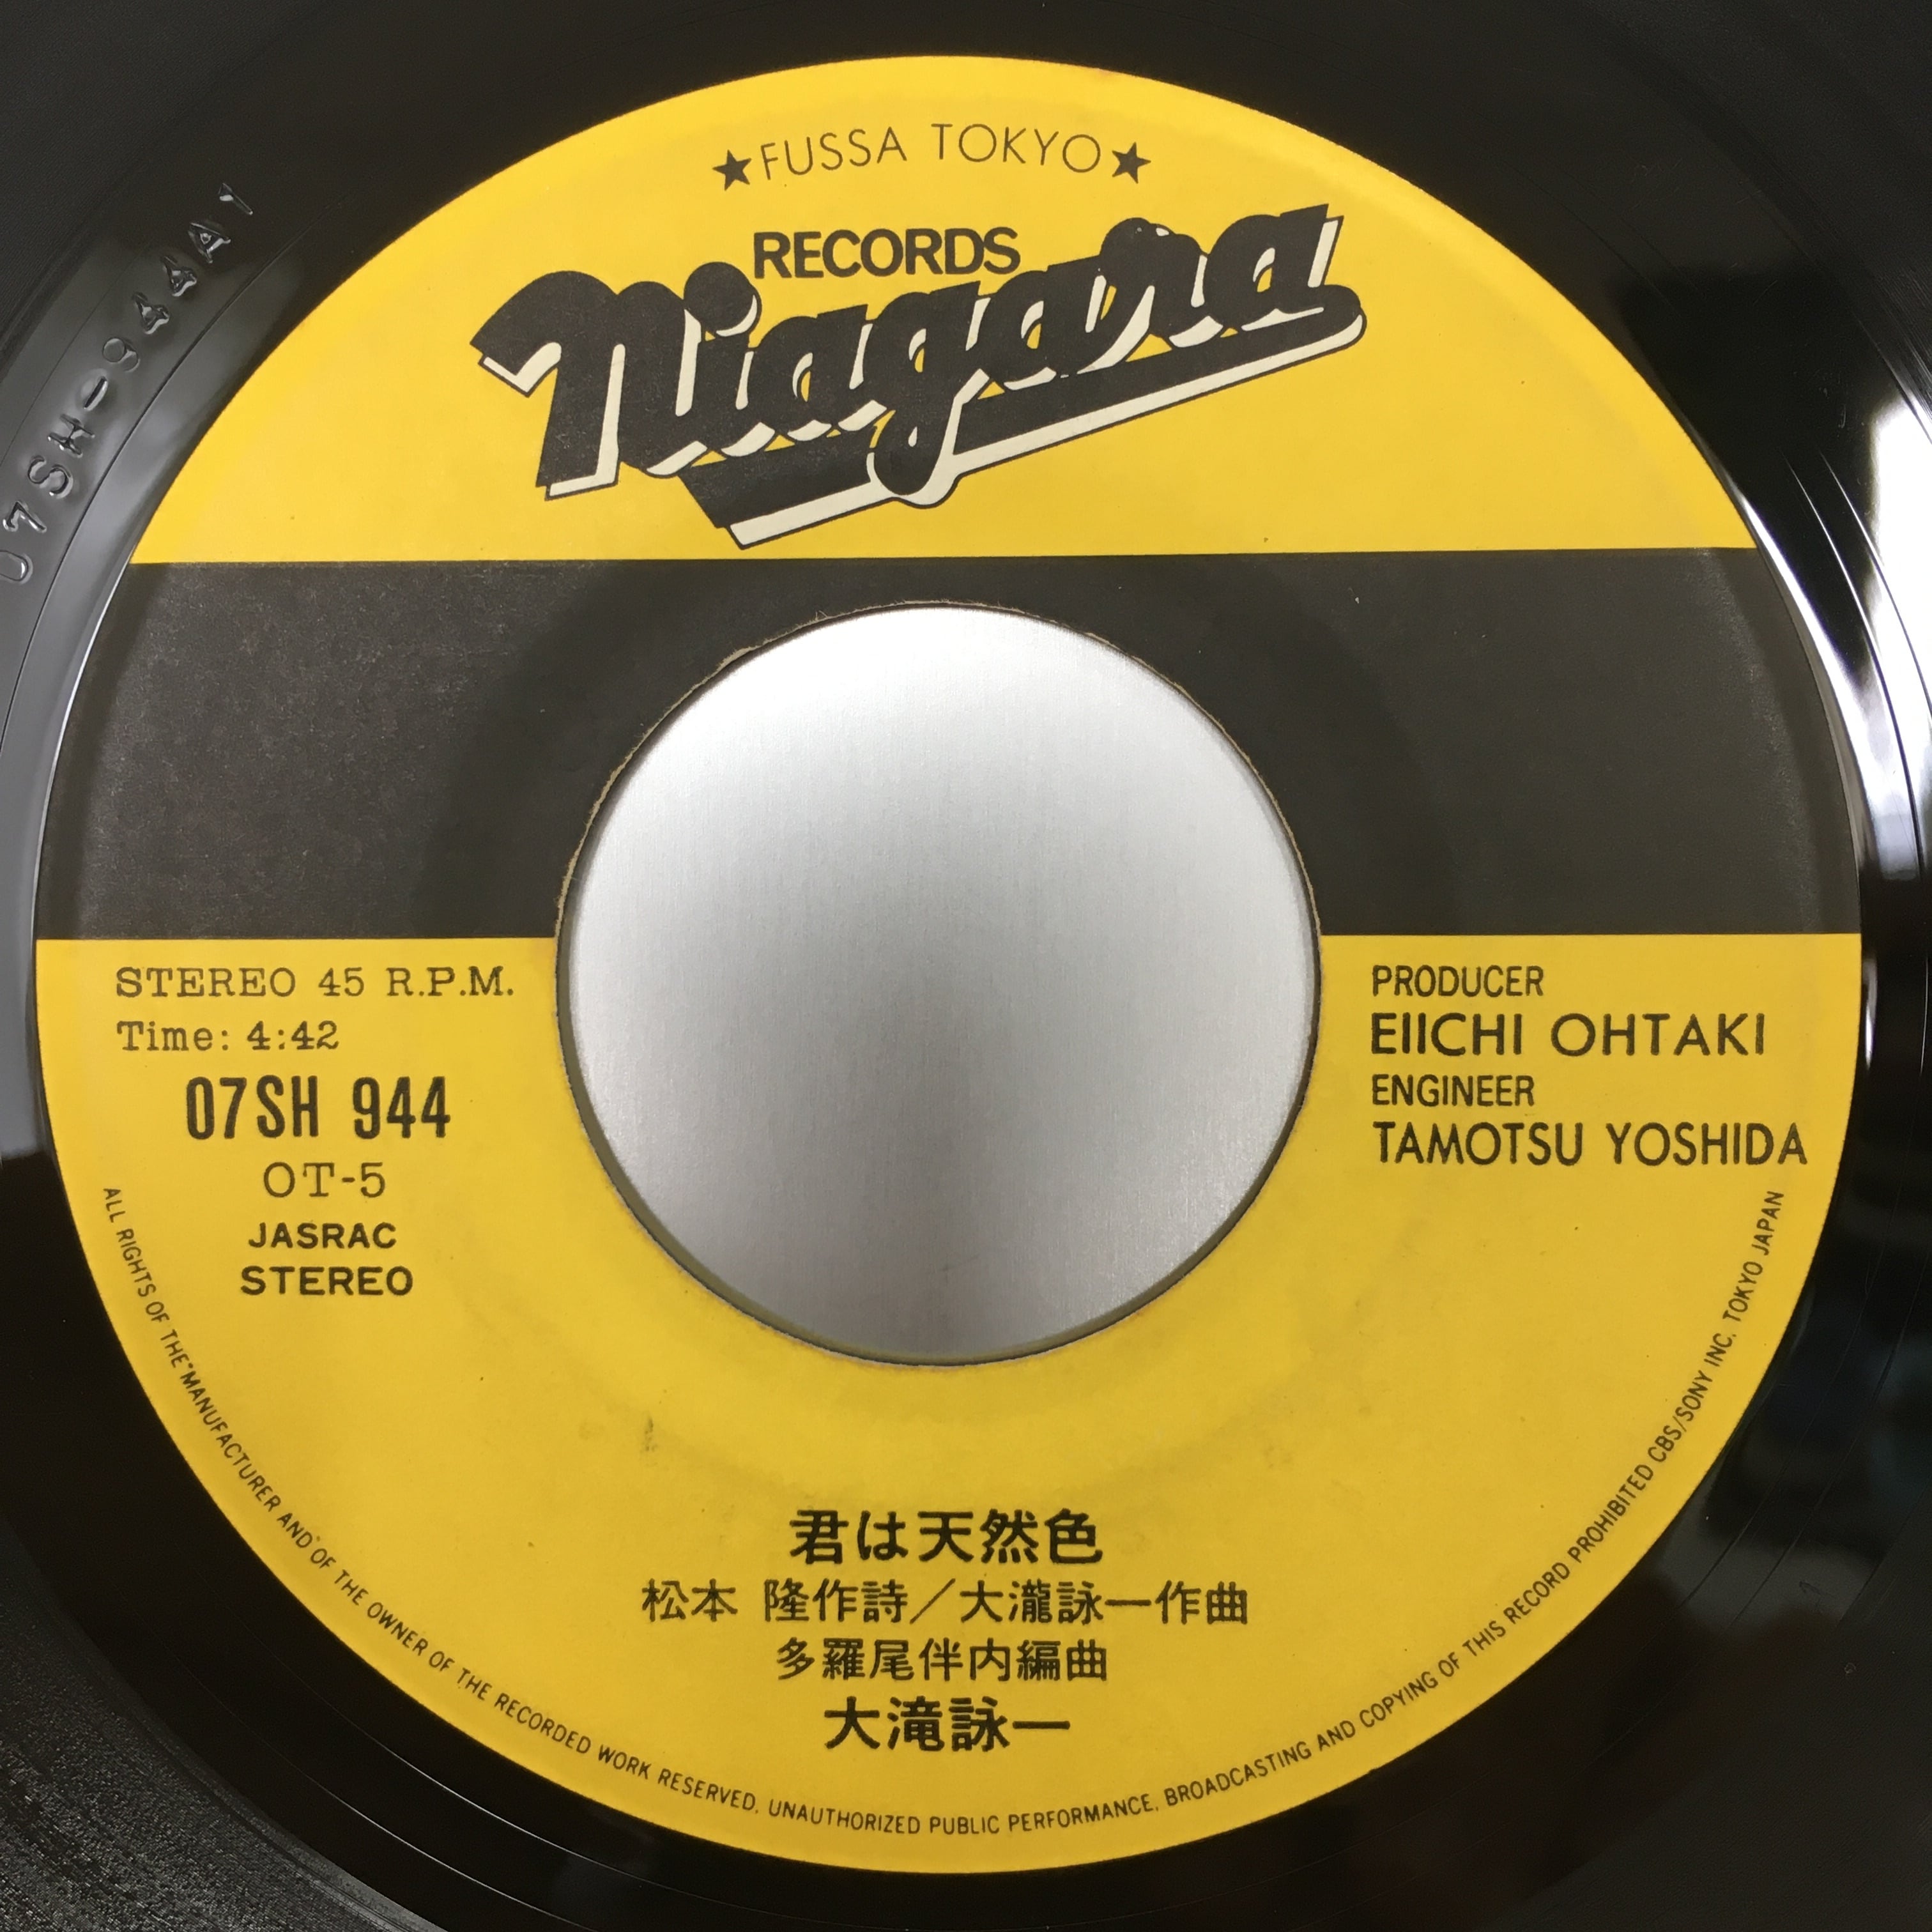 ★FUSSA TOKYO★
RECORDS
Niagara
07SH-944A1
STEREO 45 R.P.M.
Time: 4:42
07SH 944
OT-5
JASRAC
STEREO
PRODUCER
EIICHI OHTAKI
ENGINEER
TAMOTSU YOSHIDA
君は天然色
松本 隆作詩/大瀧詠一作曲
多羅尾伴内編曲
大滝詠一
ALL RIGHTS OF THE MANUFACTURER AND OF THE OWNER OF THE RECORDED WORK RESERVED. UNAUTHORIZED PUBLIC PERFORMANCE, BROADCASTING AND COPYING OF THIS RECORD PROHIBITED CBS/SONY INC. TOKYO JAPAN